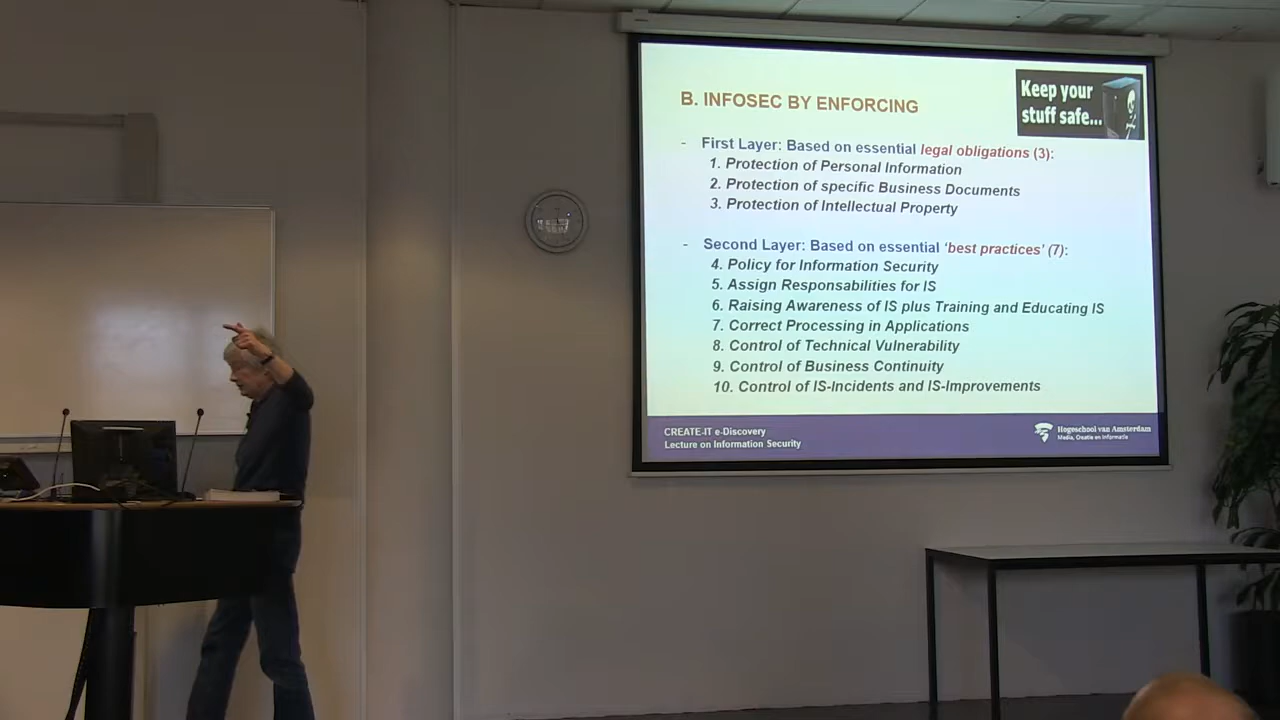 B. INFOSEC BY ENFORCING
Keep your
stuff safe...
- First Layer: Based on essential legal obligations (3):
1. Protection of Personal Information
2. Protection of specific Business Documents
3. Protection of Intellectual Property
- Second Layer: Based on essential 'best practices' (7):
4. Policy for Information Security
5. Assign Responsabilities for IS
6. Raising Awareness of IS plus Training and Educating IS
7. Correct Processing in Applications
8. Control of Technical Vulnerability
9. Control of Business Continuity
10. Control of IS-Incidents and IS-Improvements
CREATE-IT e-Discovery
Lecture on Information Security
Hogeschool van Amsterdam
Media, Creatie en Informatie